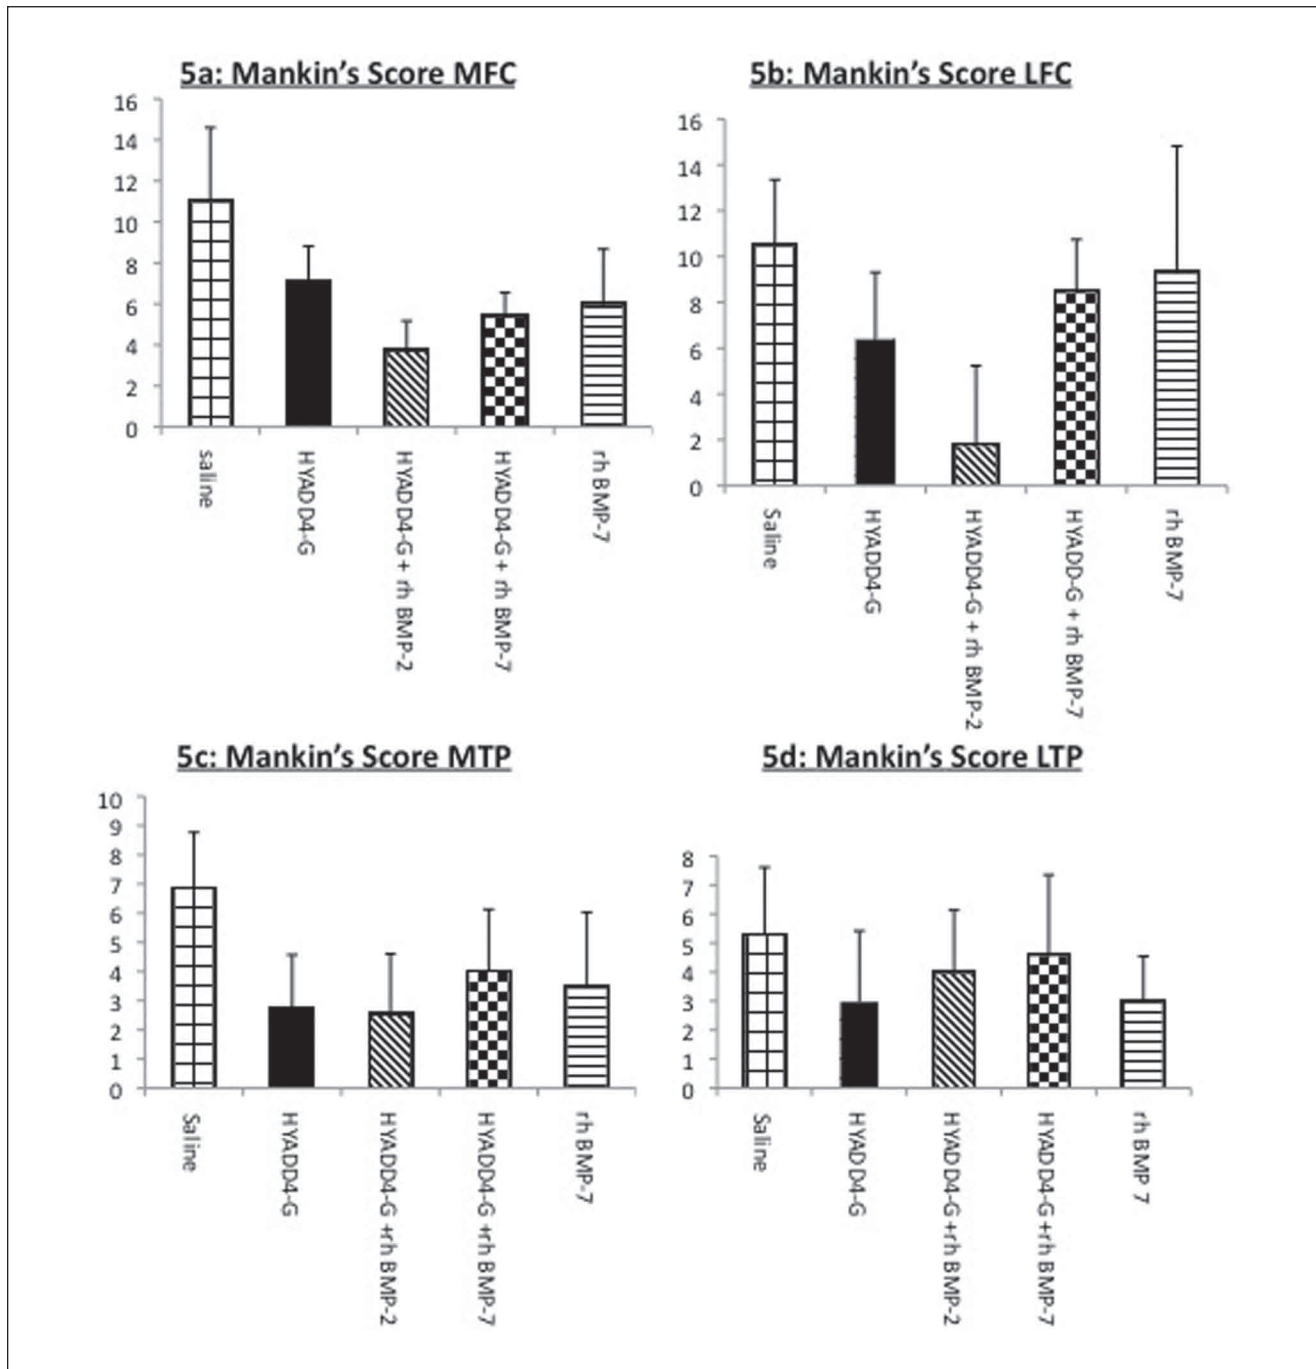 5a: Mankin's Score MFC
16
14
12
10
8
6
4
2
0
saline
HYADD4-G
HYADD4-G + rh BMP-2
HYADD4-G + rh BMP-7
rh BMP-7
5b: Mankin's Score LFC
16
14
12
10
8
6
4
2
0
Saline
HYADD4-G
HYADD4-G + rh BMP-2
HYADD-G + rh BMP-7
rh BMP-7
5c: Mankin's Score MTP
10
9
8
7
6
5
4
3
2
1
0
Saline
HYADD4-G
HYADD4-G +rh BMP-2
HYADD4-G +rh BMP-7
rh BMP-7
5d: Mankin's Score LTP
8
7
6
5
4
3
2
1
0
Saline
HYADD4-G
HYADD4-G+rh BMP-2
HYADD4-G+rh BMP-7
rh BMP 7